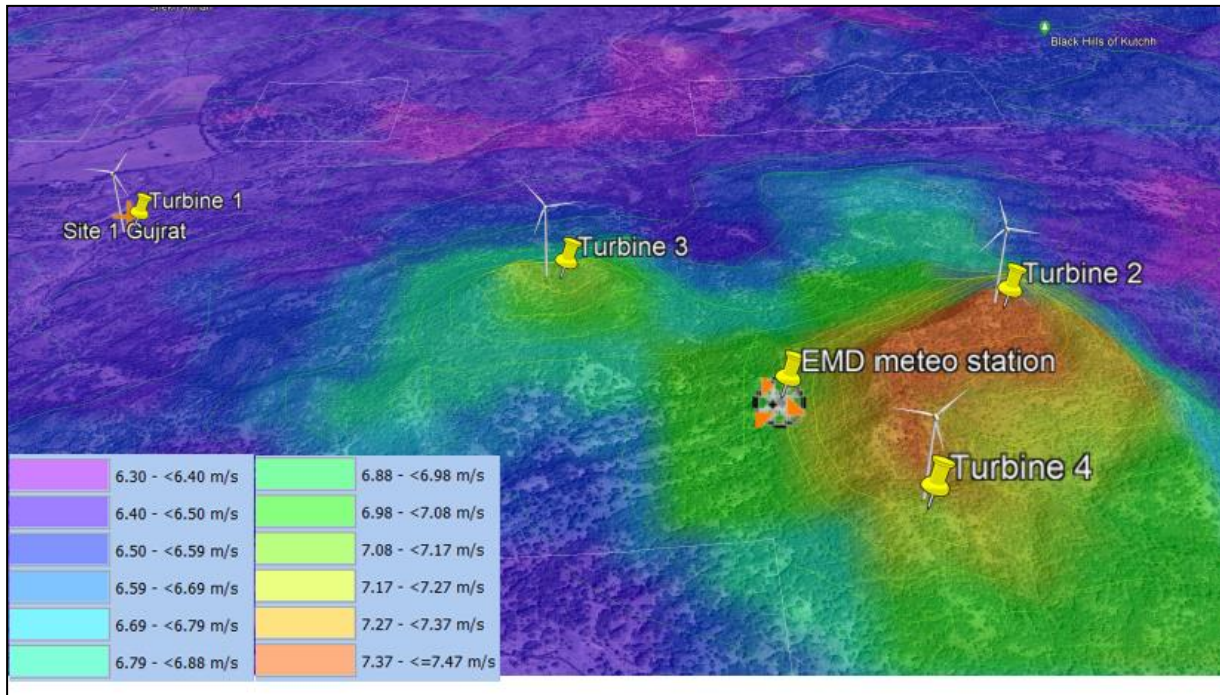 Black Hills of Kutchh
Turbine 1
Site 1 Gujrat
Turbine 3
Turbine 2
EMD meteo station
Turbine 4
6.30 - <6.40 m/s
6.40 - <6.50 m/s
6.50 - <6.59 m/s
6.59 - <6.69 m/s
6.69 - <6.79 m/s
6.79 - <6.88 m/s
6.88 - <6.98 m/s
6.98 - <7.08 m/s
7.08 - <7.17 m/s
7.17 - <7.27 m/s
7.27 - <7.37 m/s
7.37 - <=7.47 m/s